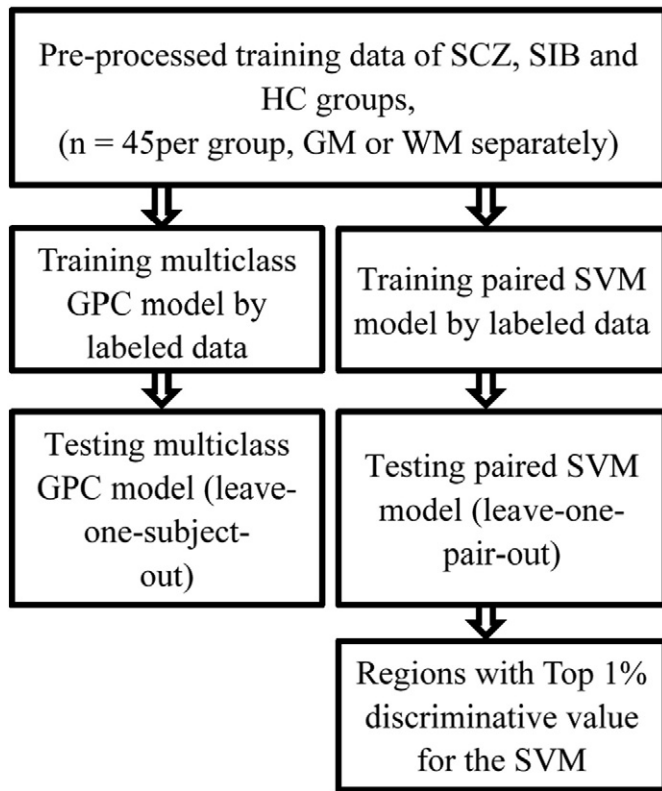 Pre-processed training data of SCZ, SIB and
HC groups,
(n = 45per group, GM or WM separately)
Training multiclass
GPC model by
labeled data
Training paired SVM
model by labeled data
Testing multiclass
GPC model (leave-
one-subject-
out)
Testing paired SVM
model (leave-one-
pair-out)
Regions with Top 1%
discriminative value
for the SVM